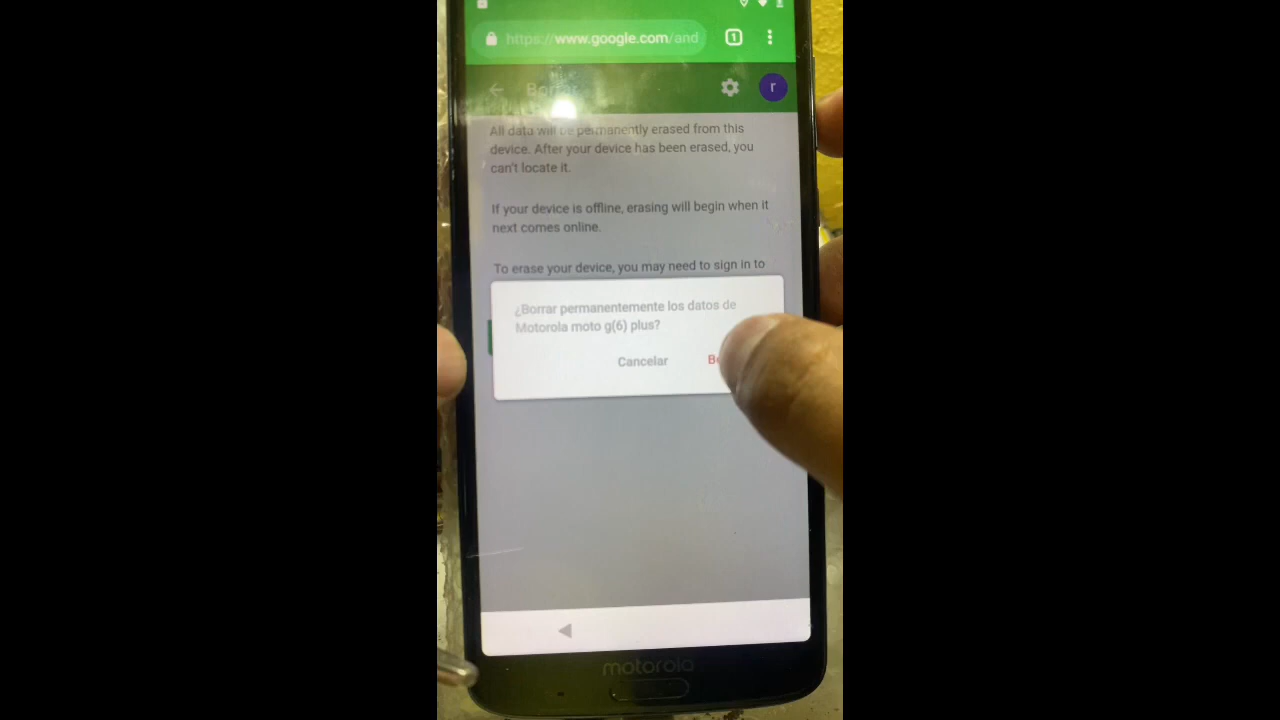 https://www.google.com/and
1
Borrar
r
All data will be permanently erased from this
device. After your device has been erased, you
can't locate it.
If your device is offline, erasing will begin when it
next comes online.
To erase your device, you may need to sign in to
¿Borrar permanentemente los datos de
Motorola moto g(6) plus?
Cancelar
motorola